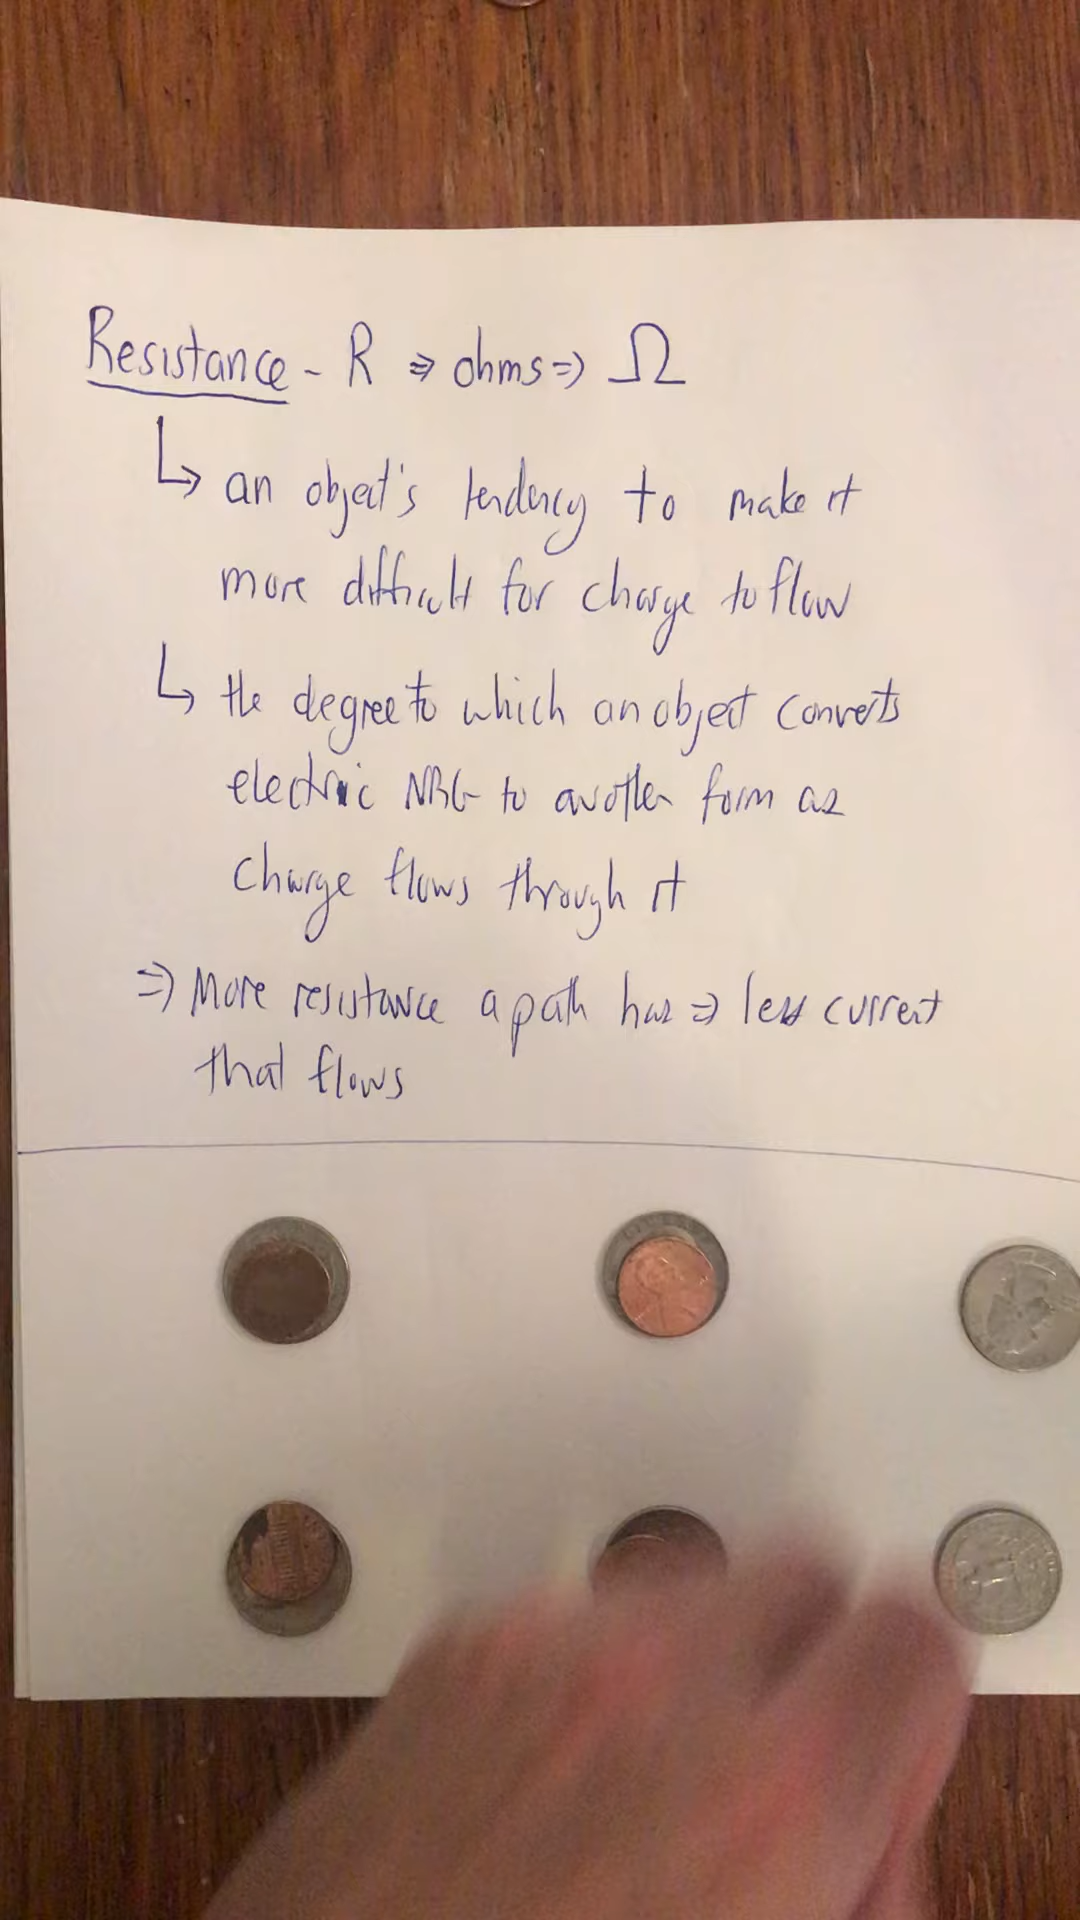 Resistance - R => ohms => Ω
↳ an object's tendency to make it
more difficult for charge to flow
↳ the degree to which an object converts
electric NRG to another form as
charge flows through it
=> More resistance a path has => less current
that flows